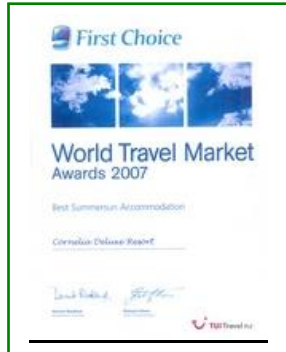 First Choice
World Travel Market
Awards 2007
Best Summersun Accommodation
Cornelia Deluxe Resort
TUI Travel PLC